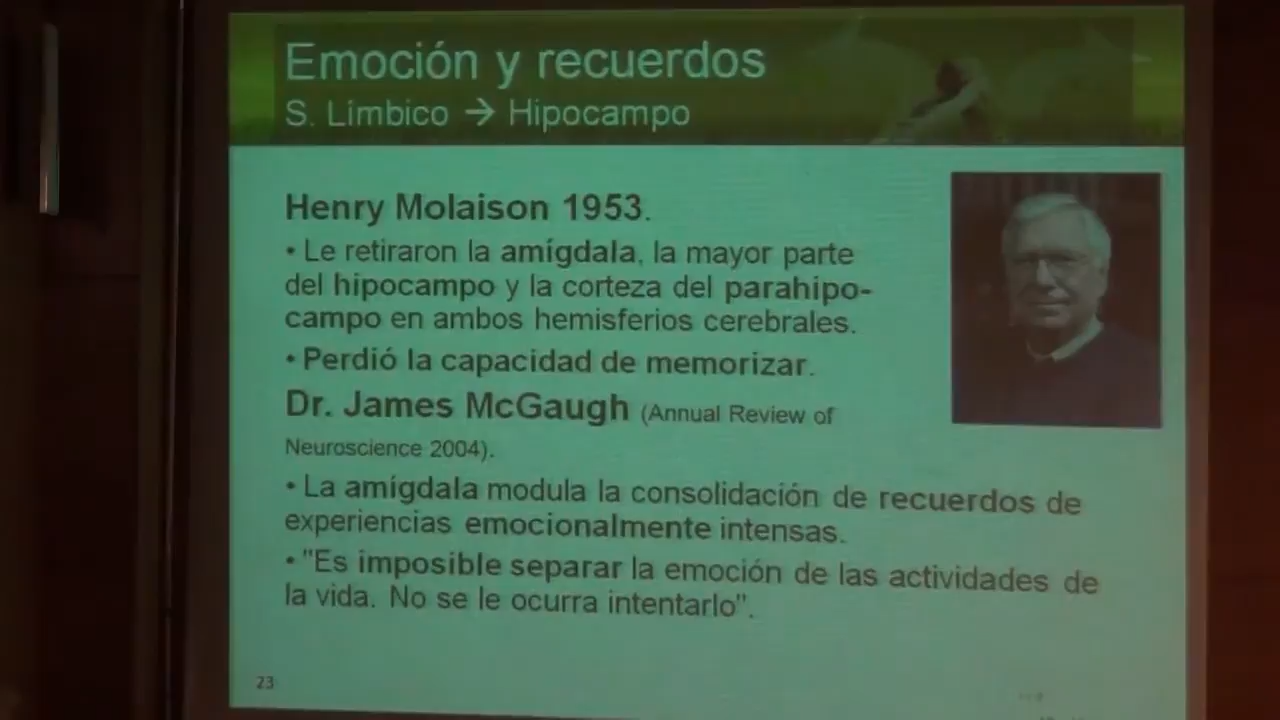 Emoción y recuerdos
S. Límbico → Hipocampo
Henry Molaison 1953.
• Le retiraron la amígdala, la mayor parte
del hipocampo y la corteza del parahipo-
campo en ambos hemisferios cerebrales.
• Perdió la capacidad de memorizar.
Dr. James McGaugh (Annual Review of
Neuroscience 2004).
• La amígdala modula la consolidación de recuerdos de
experiencias emocionalmente intensas.
• "Es imposible separar la emoción de las actividades de
la vida. No se le ocurra intentarlo".
23